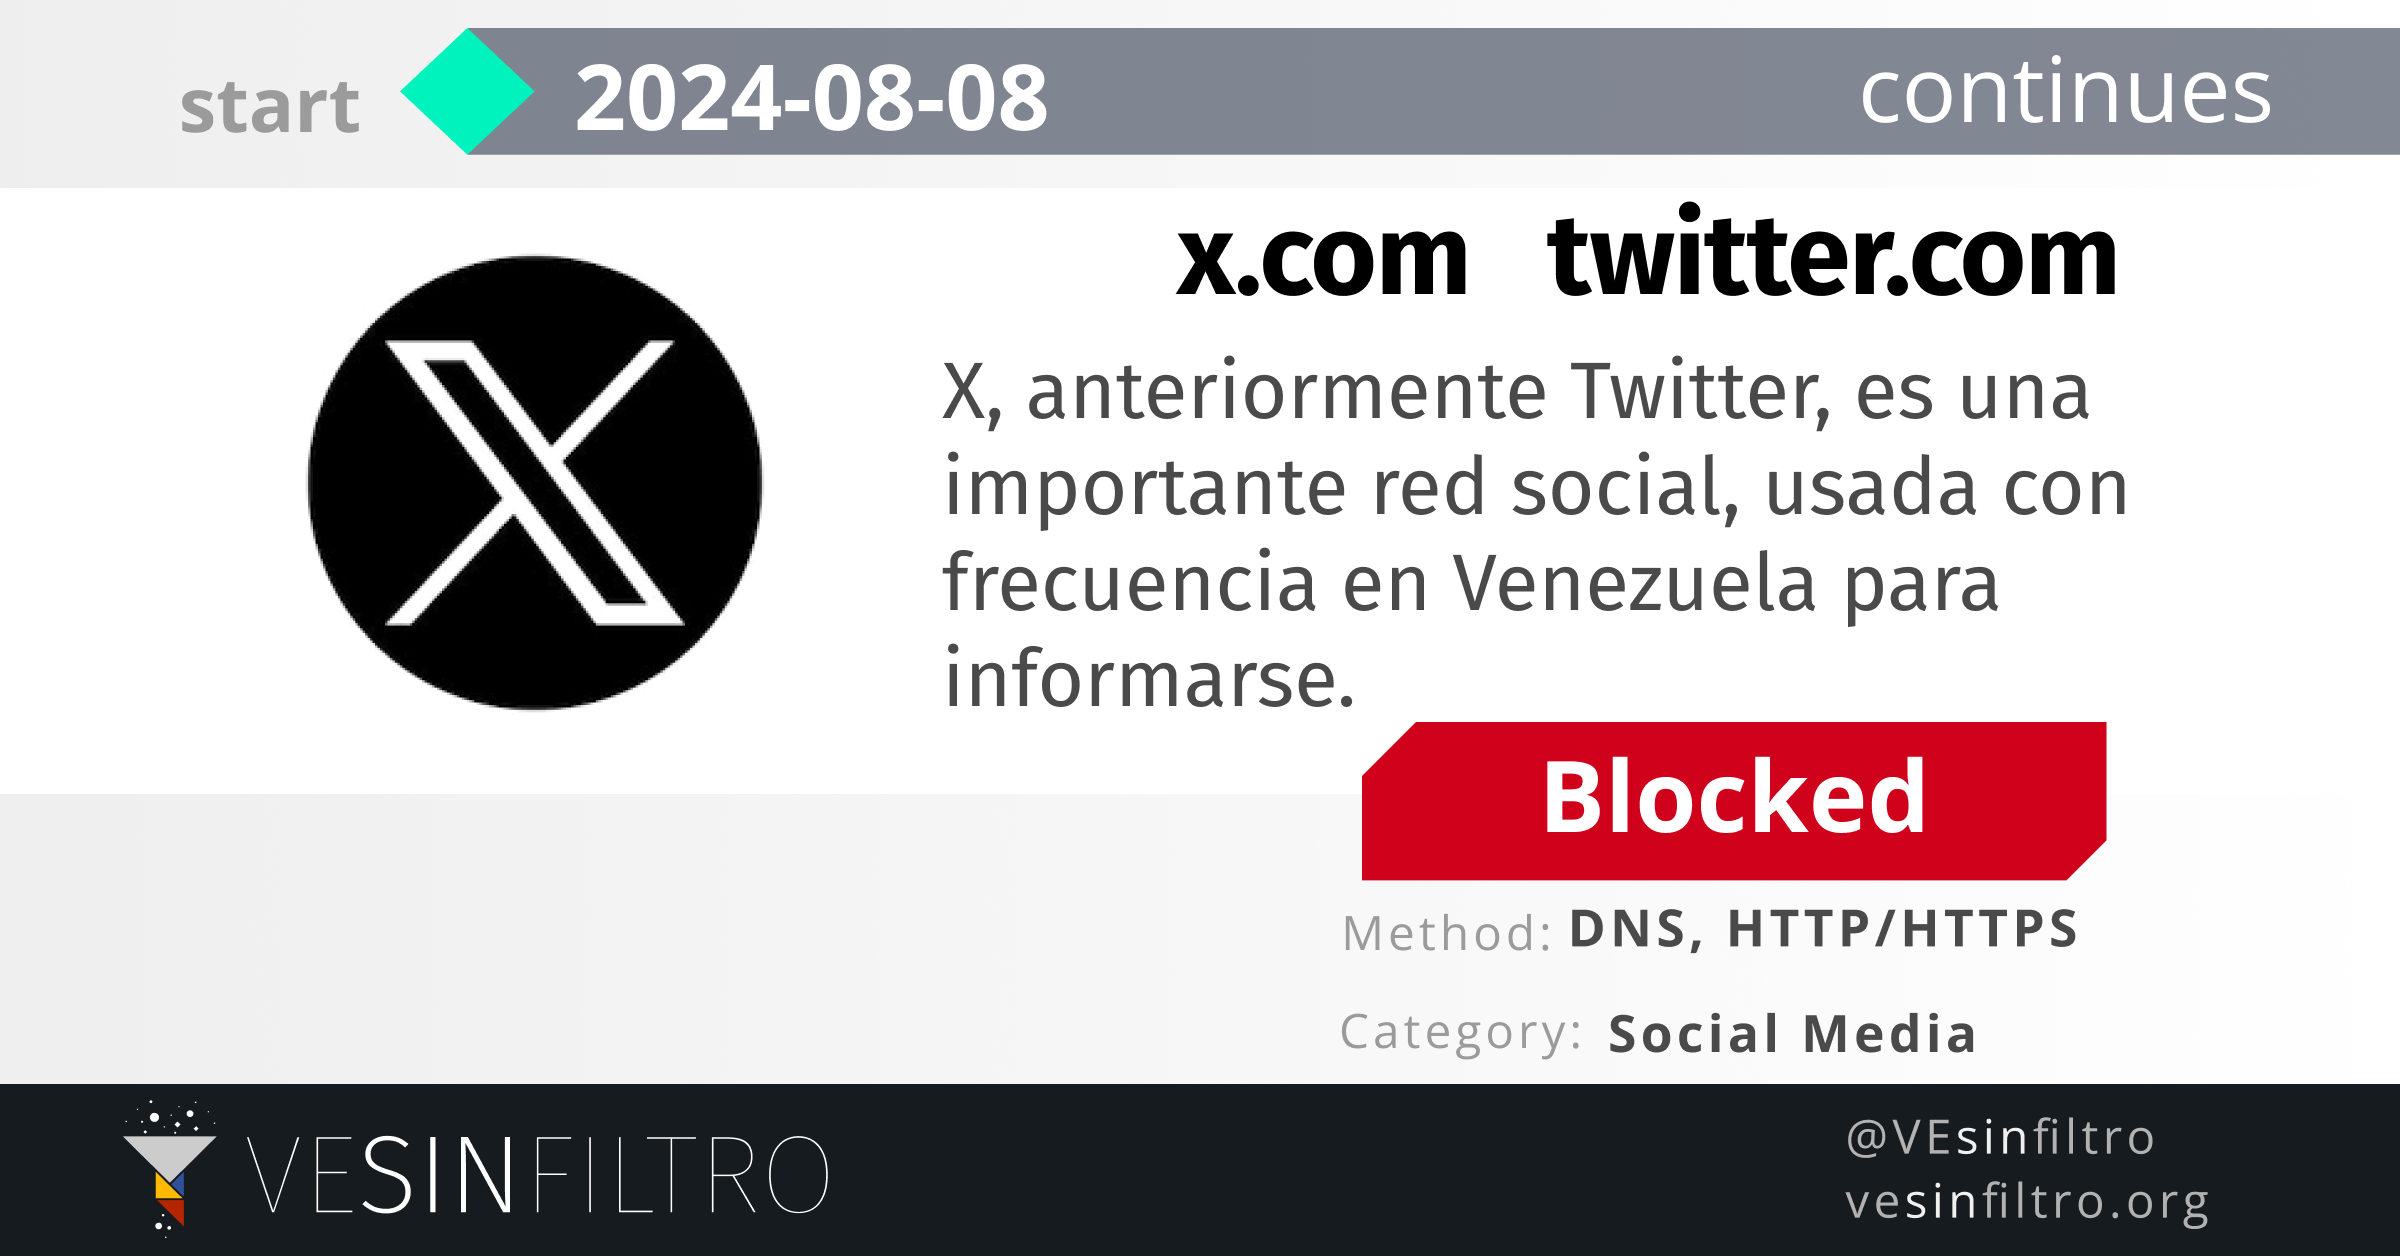 start 2024-08-08 continues
x.com twitter.com
X, anteriormente Twitter, es una
importante red social, usada con
frecuencia en Venezuela para
informarse.
Blocked
Method: DNS, HTTP/HTTPS
Category: Social Media
VESINFILTRO
@VEsinfiltro
vesinfiltro.org